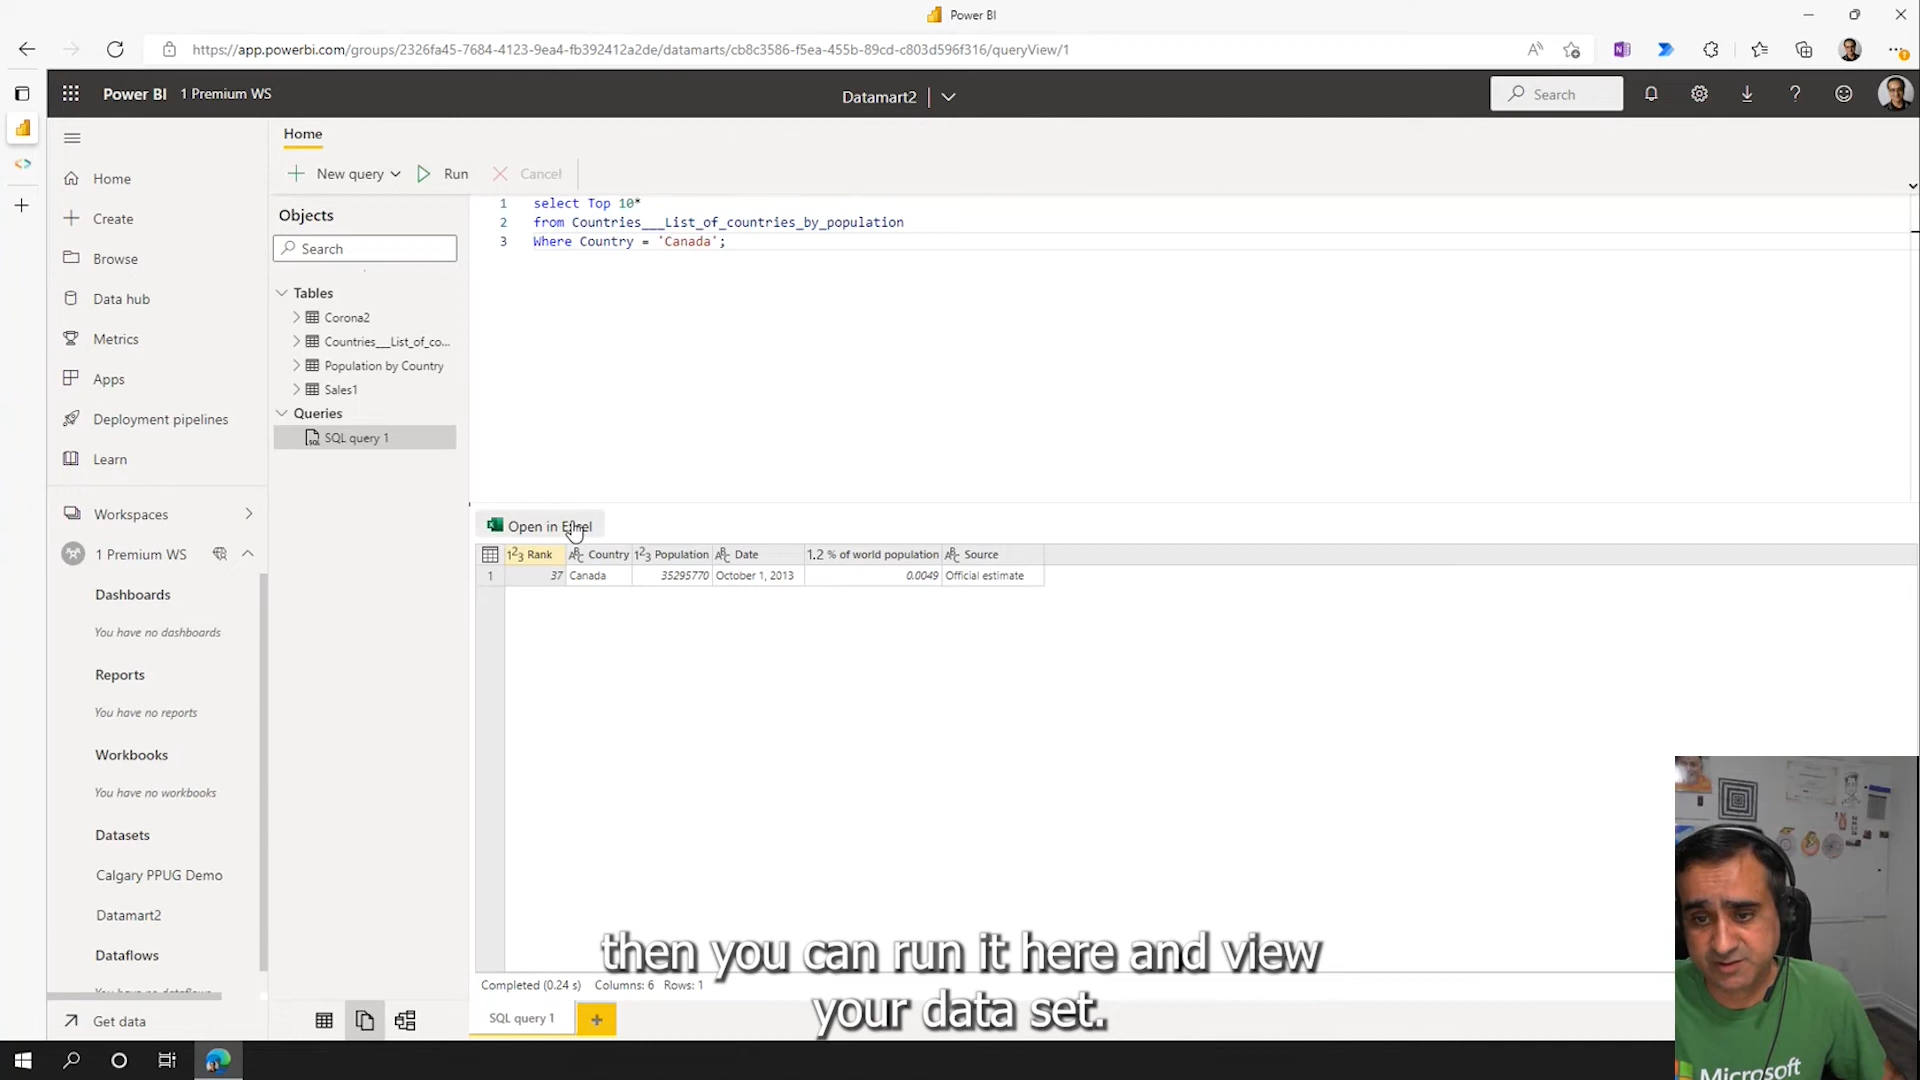 Power BI
https://app.powerbi.com/groups/2326fa45-7684-4123-9ea4-fb392412a2de/datamarts/cb8c3586-f5ea-455b-89cd-c803d596f316/queryView/1
Power BI 1 Premium WS
Datamart2
Search
Home
New query
Run
Cancel
Home
Create
Browse
Data hub
Metrics
Apps
Deployment pipelines
Learn
Workspaces
1 Premium WS
Dashboards
You have no dashboards
Reports
You have no reports
Workbooks
You have no workbooks
Datasets
Calgary PPUG Demo
Datamart2
Dataflows
You have no dataflows
Get data
Objects
Search
Tables
Corona2
Countries___List_of_co...
Population by Country
Sales1
Queries
SQL query 1
1 select Top 10*
2 from Countries___List_of_countries_by_population
3 Where Country = 'Canada';
Open in Excel
Rank Country Population Date 1.2 % of world population Source
1 37 Canada 35295770 October 1, 2013 0.0049 Official estimate
then you can run it here and view
your data set.
Completed (0.24 s) Columns: 6 Rows: 1
SQL query 1
Microsoft